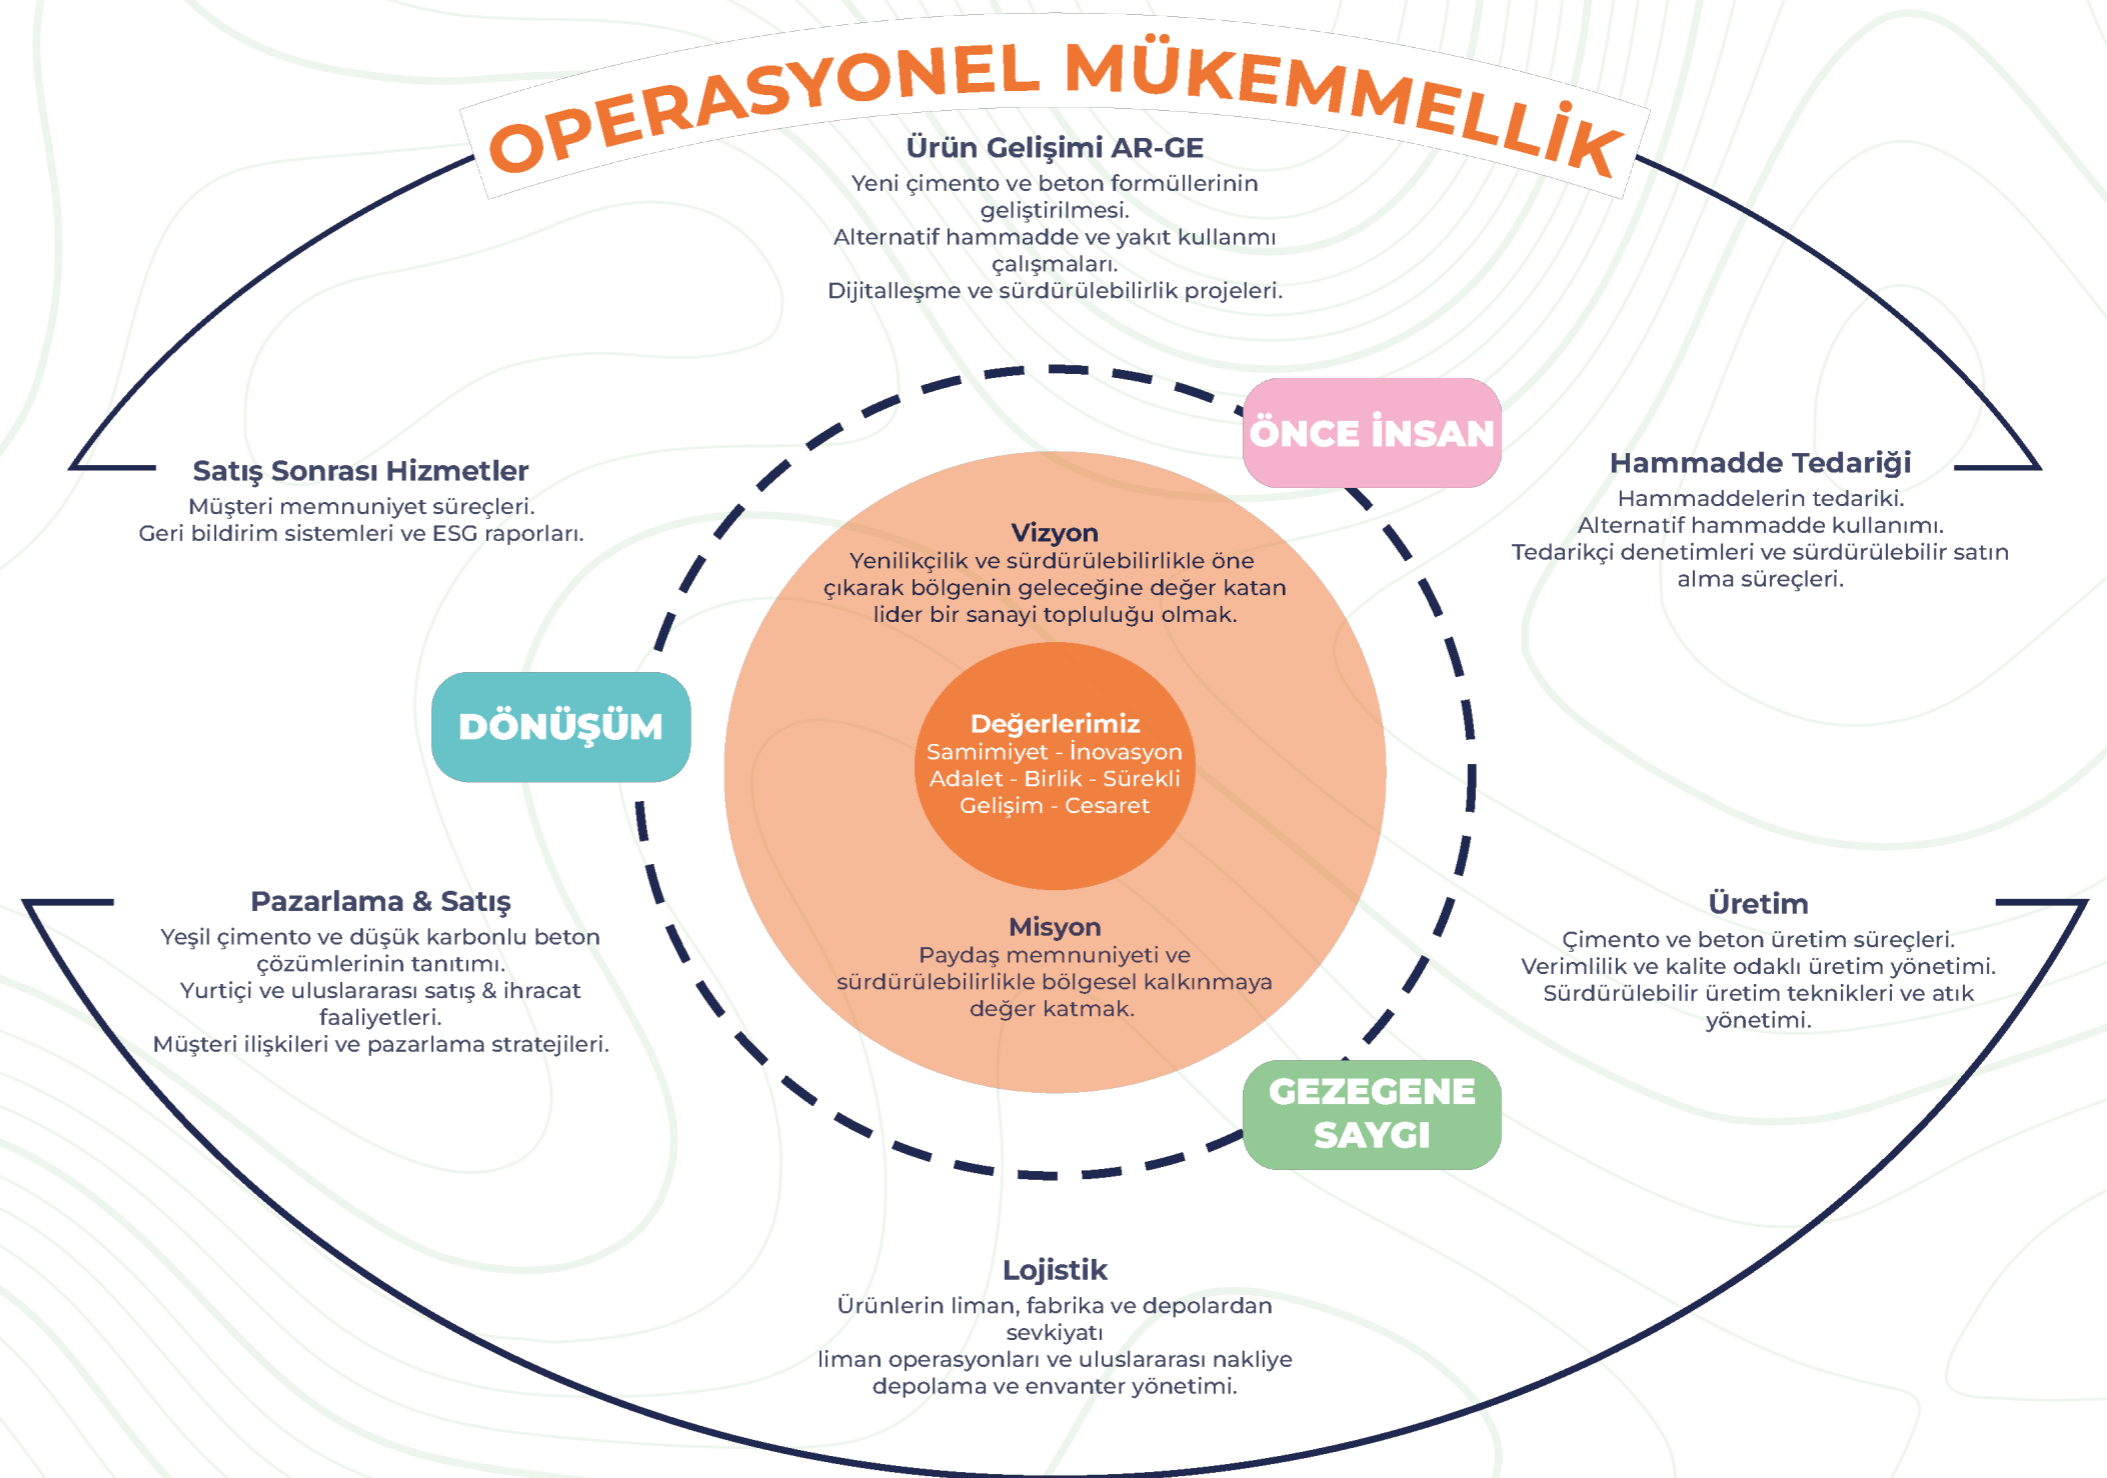 OPERASYONEL MÜKEMMELLİK
Ürün Gelişimi AR-GE
Yeni çimento ve beton formüllerinin
geliştirilmesi.
Alternatif hammadde ve yakıt kullanmı
çalışmaları.
Dijitalleşme ve sürdürülebilirlik projeleri.
ÖNCE İNSAN
Hammadde Tedariği
Hammaddelerin tedariki.
Alternatif hammadde kullanımı.
Tedarikçi denetimleri ve sürdürülebilir satın
alma süreçleri.
Satış Sonrası Hizmetler
Müşteri memnuniyet süreçleri.
Geri bildirim sistemleri ve ESG raporları.
Vizyon
Yenilikçilik ve sürdürülebilirlikle öne
çıkarak bölgenin geleceğine değer katan
lider bir sanayi topluluğu olmak.
DÖNÜŞÜM
Değerlerimiz
Samimiyet - İnovasyon
Adalet - Birlik - Sürekli
Gelişim - Cesaret
Misyon
Paydaş memnuniyeti ve
sürdürülebilirlikle bölgesel kalkınmaya
değer katmak.
Pazarlama & Satış
Yeşil çimento ve düşük karbonlu beton
çözümlerinin tanıtımı.
Yurtiçi ve uluslararası satış & ihracat
faaliyetleri.
Müşteri ilişkileri ve pazarlama stratejileri.
Üretim
Çimento ve beton üretim süreçleri.
Verimlilik ve kalite odaklı üretim yönetimi.
Sürdürülebilir üretim teknikleri ve atık
yönetimi.
GEZEGENE
SAYGI
Lojistik
Ürünlerin liman, fabrika ve depolardan
sevkiyatı
liman operasyonları ve uluslararası nakliye
depolama ve envanter yönetimi.